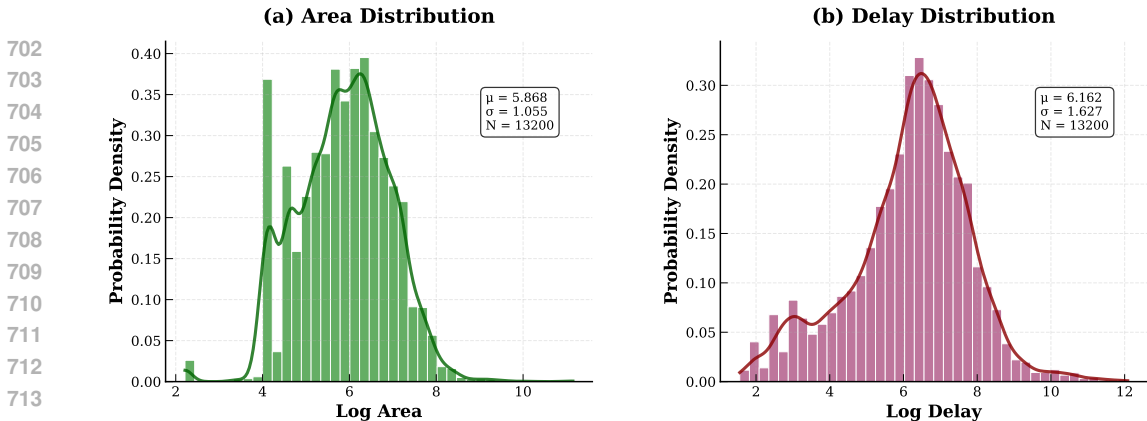 702
703
704
705
706
707
708
709
710
711
712
713
(a) Area Distribution
Probability Density
0.40
0.35
0.30
0.25
0.20
0.15
0.10
0.05
0.00
μ = 5.868
σ = 1.055
N = 13200
2 4 6 8 10
Log Area
(b) Delay Distribution
Probability Density
0.30
0.25
0.20
0.15
0.10
0.05
0.00
μ = 6.162
σ = 1.627
N = 13200
2 4 6 8 10 12
Log Delay